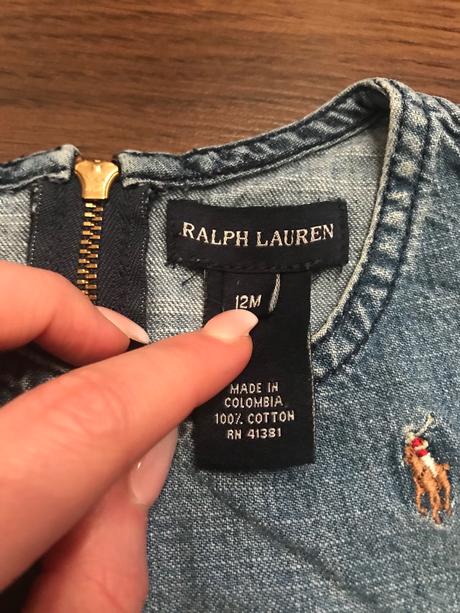 RALPH LAUREN
12M
MADE IN
COLOMBIA
100% COTTON
RN 41381